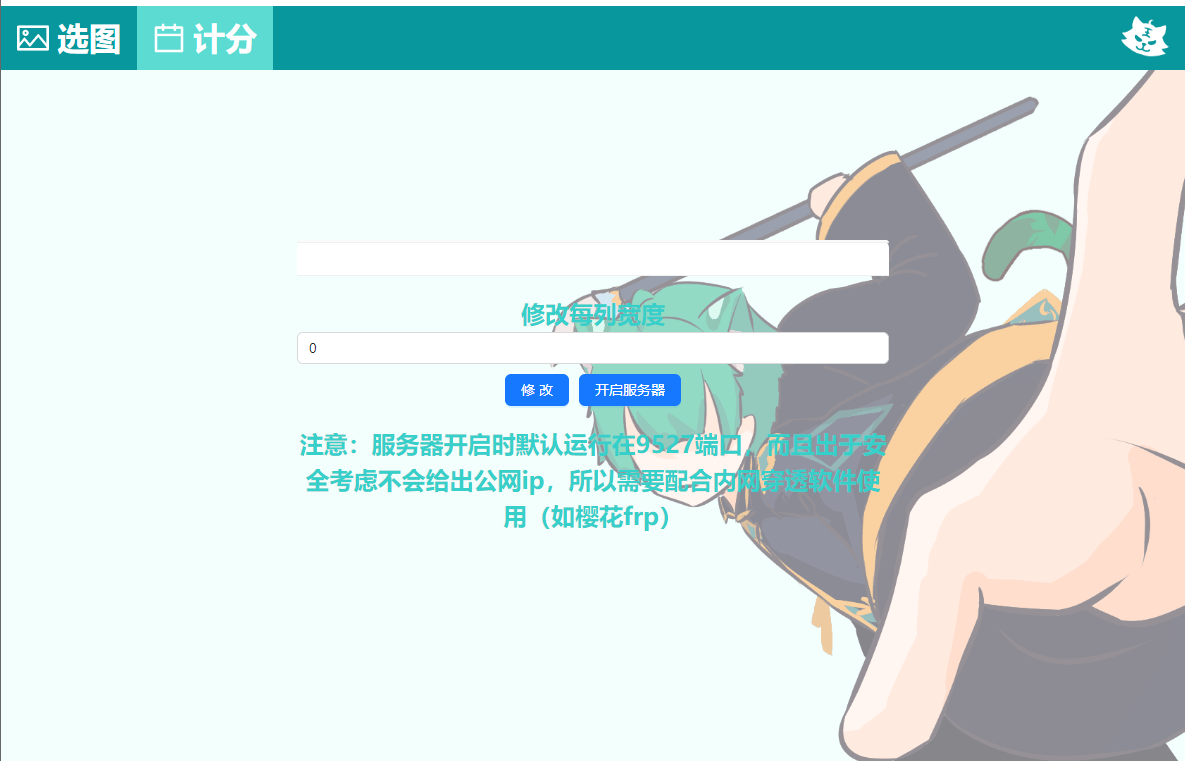 选图 计分
修改每列宽度
0
修 改 开启服务器
注意：服务器开启时默认运行在9527端口，而且出于安
全考虑不会给出公网ip，所以需要配合内网穿透软件使
用（如樱花frp）